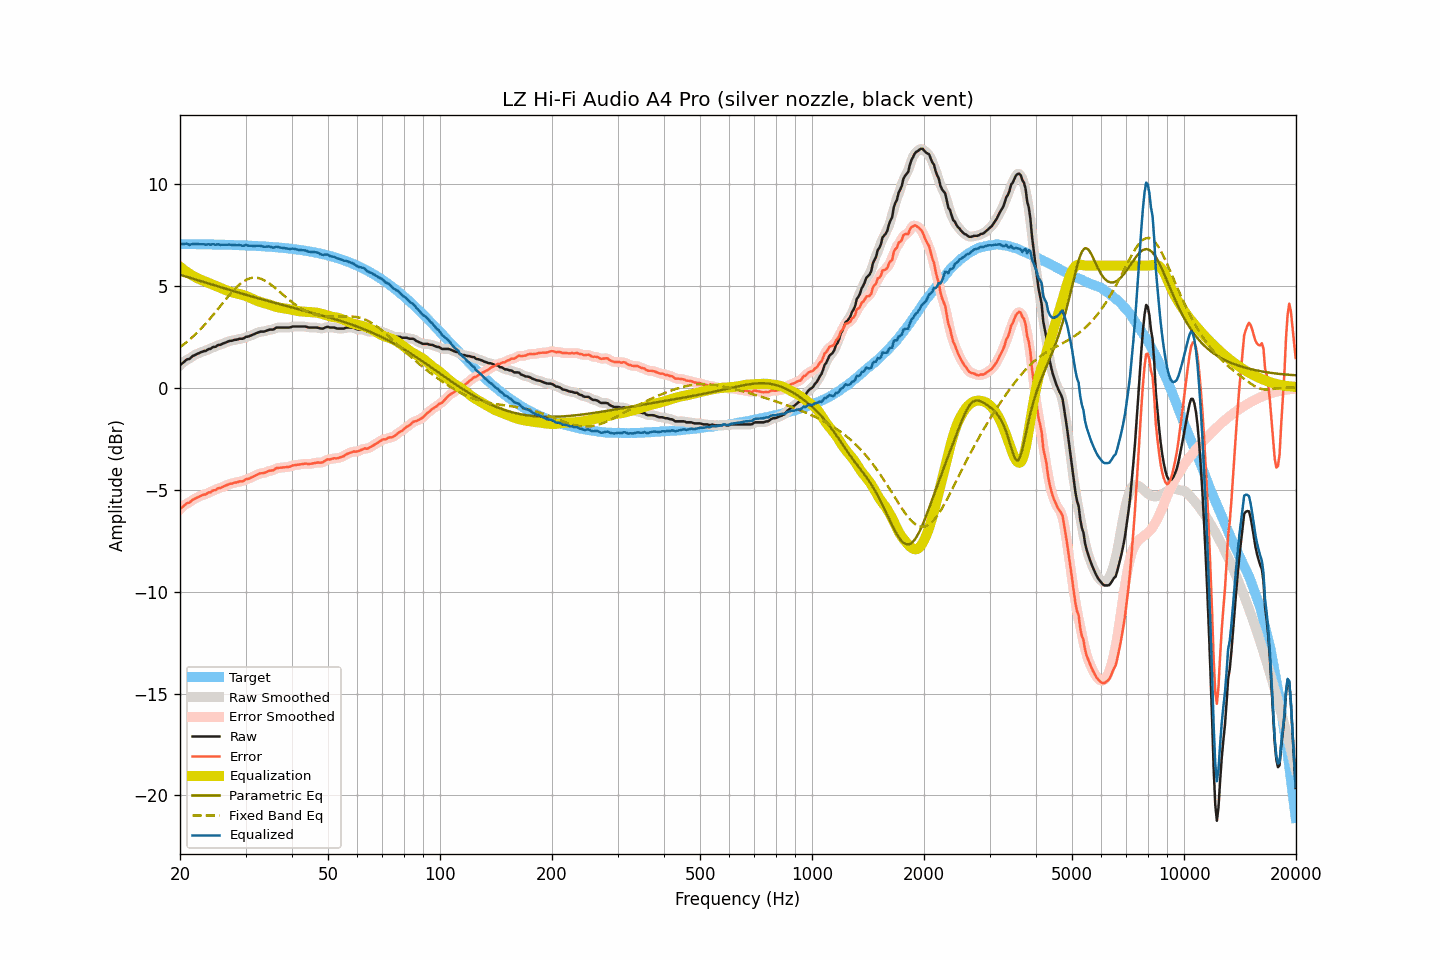 LZ Hi-Fi Audio A4 Pro (silver nozzle, black vent)
Amplitude (dBr)
10
5
0
−5
−10
−15
−20
Target
Raw Smoothed
Error Smoothed
Raw
Error
Equalization
Parametric Eq
Fixed Band Eq
Equalized
20 50 100 200 500 1000 2000 5000 10000 20000
Frequency (Hz)